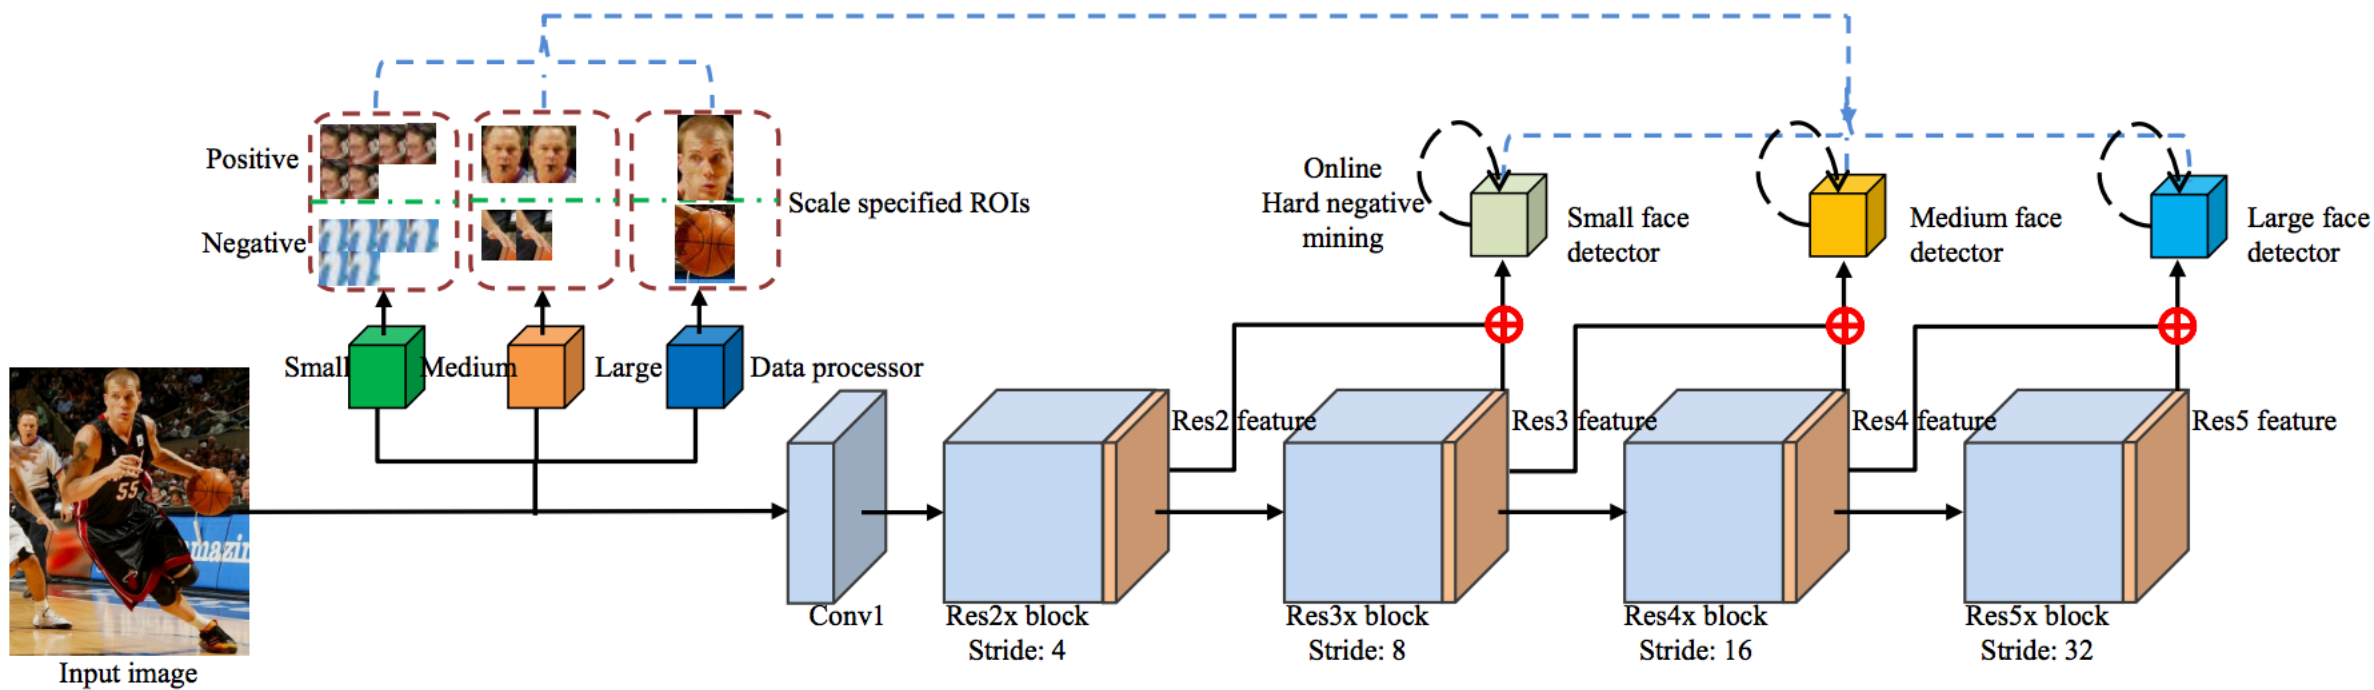 Positive
Negative
Scale specified ROIs
Small
Medium
Large
Data processor
Online
Hard negative
mining
Small face
detector
Medium face
detector
Large face
detector
Res2 feature
Res3 feature
Res4 feature
Res5 feature
55
mazin
Conv1
Res2x block
Stride: 4
Res3x block
Stride: 8
Res4x block
Stride: 16
Res5x block
Stride: 32
Input image